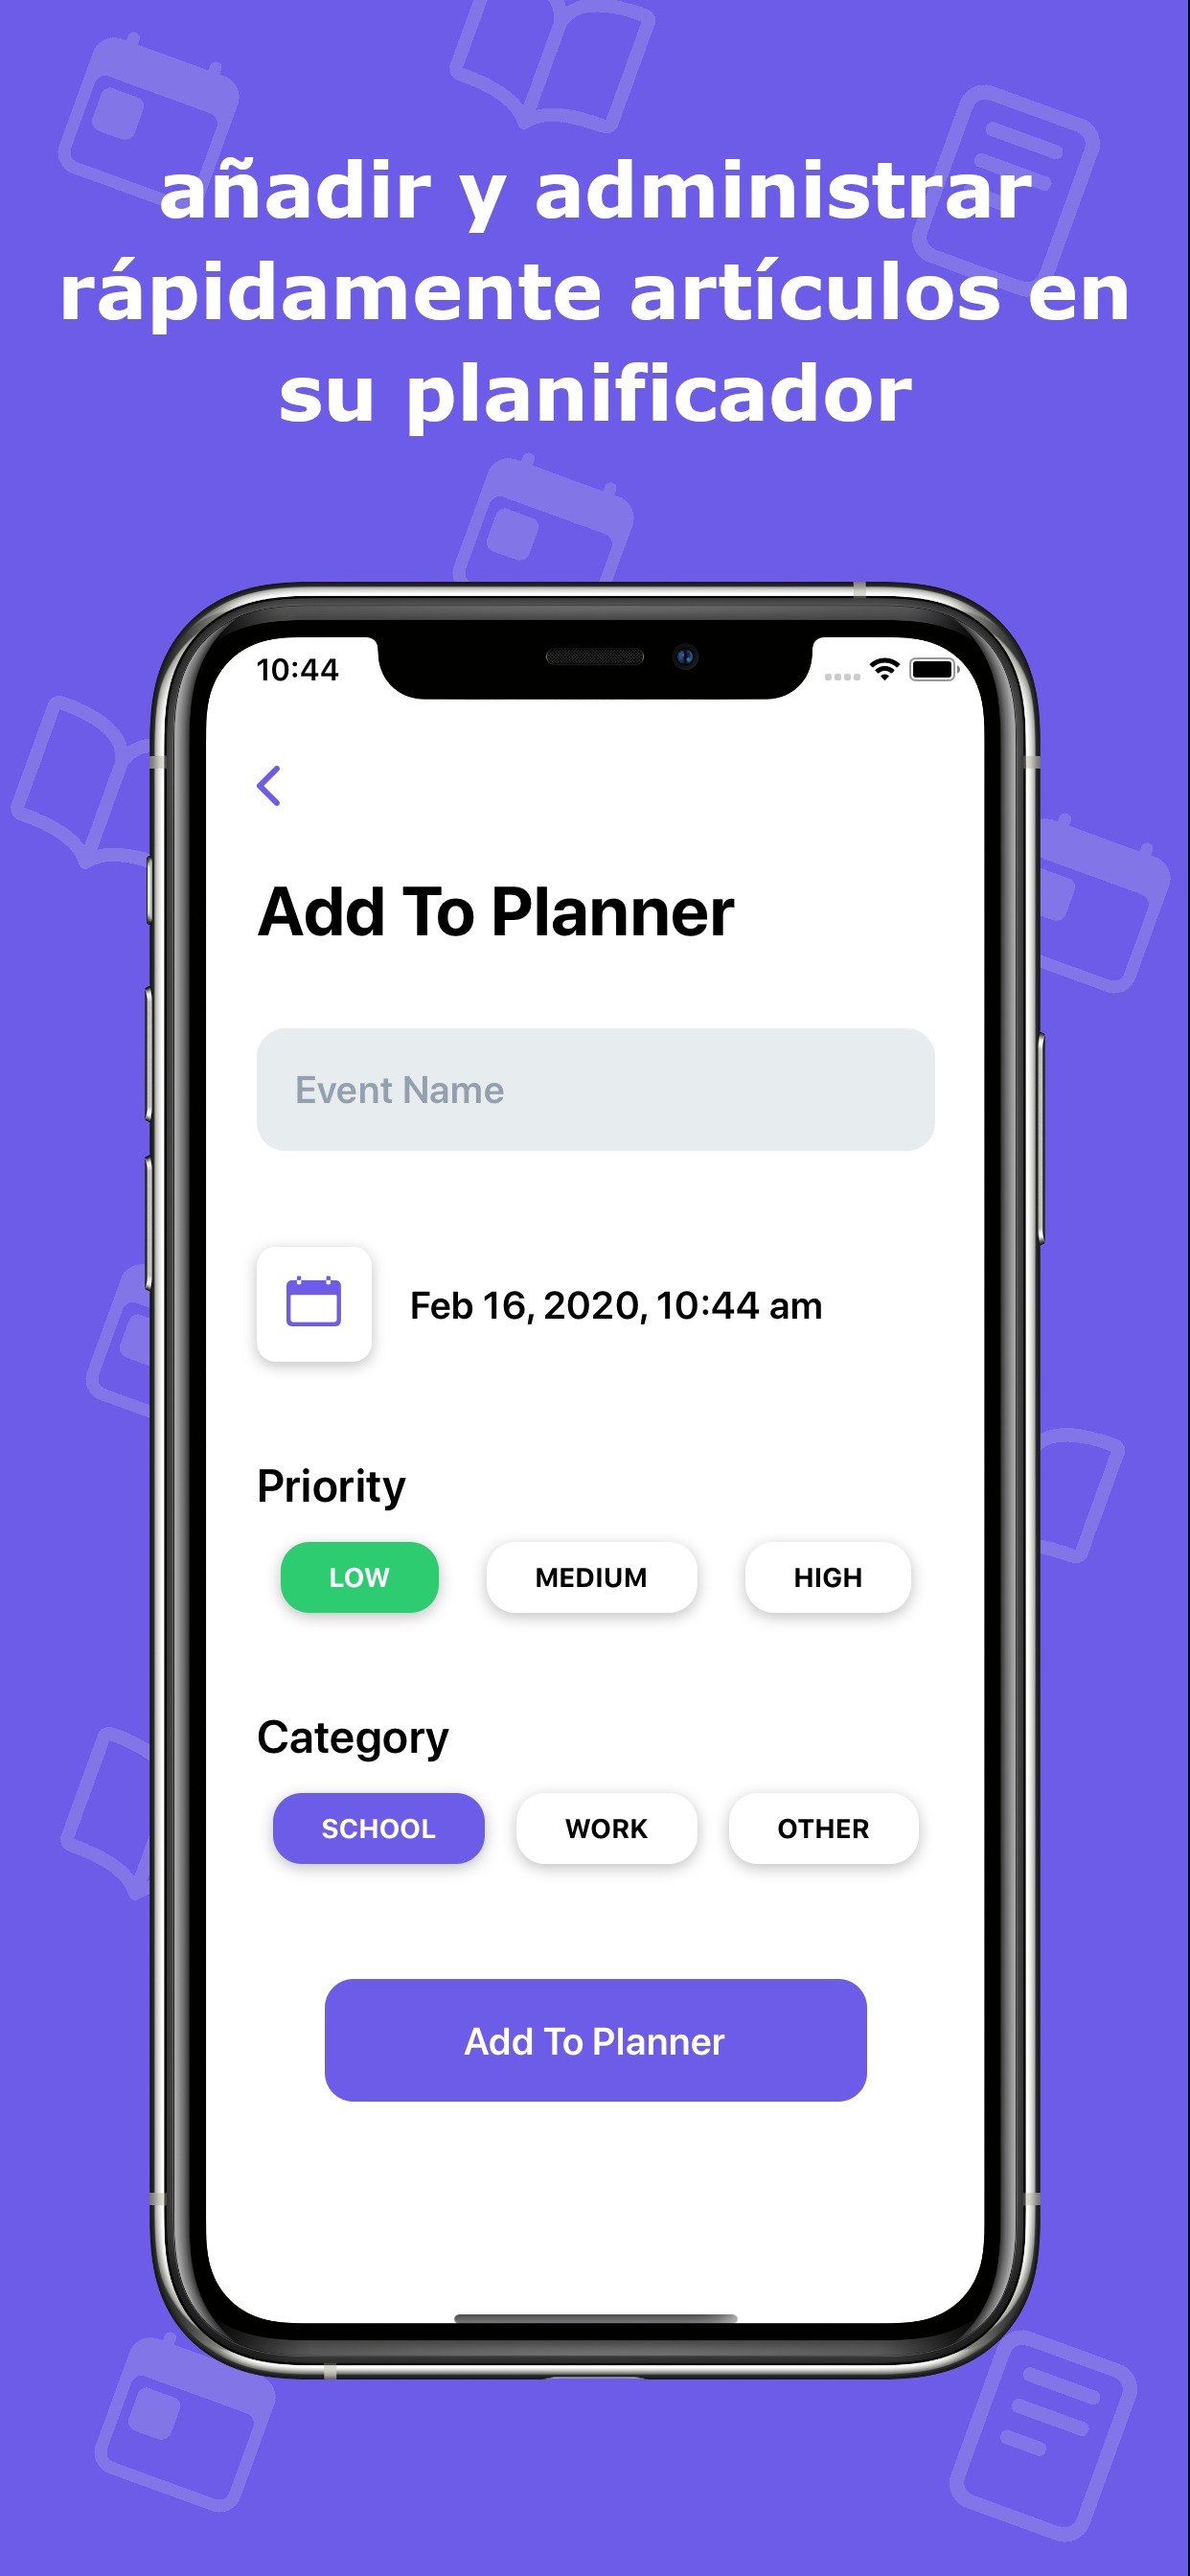 añadir y administrar
rápidamente artículos en
su planificador
10:44
Add To Planner
Event Name
Feb 16, 2020, 10:44 am
Priority
LOW MEDIUM HIGH
Category
SCHOOL WORK OTHER
Add To Planner